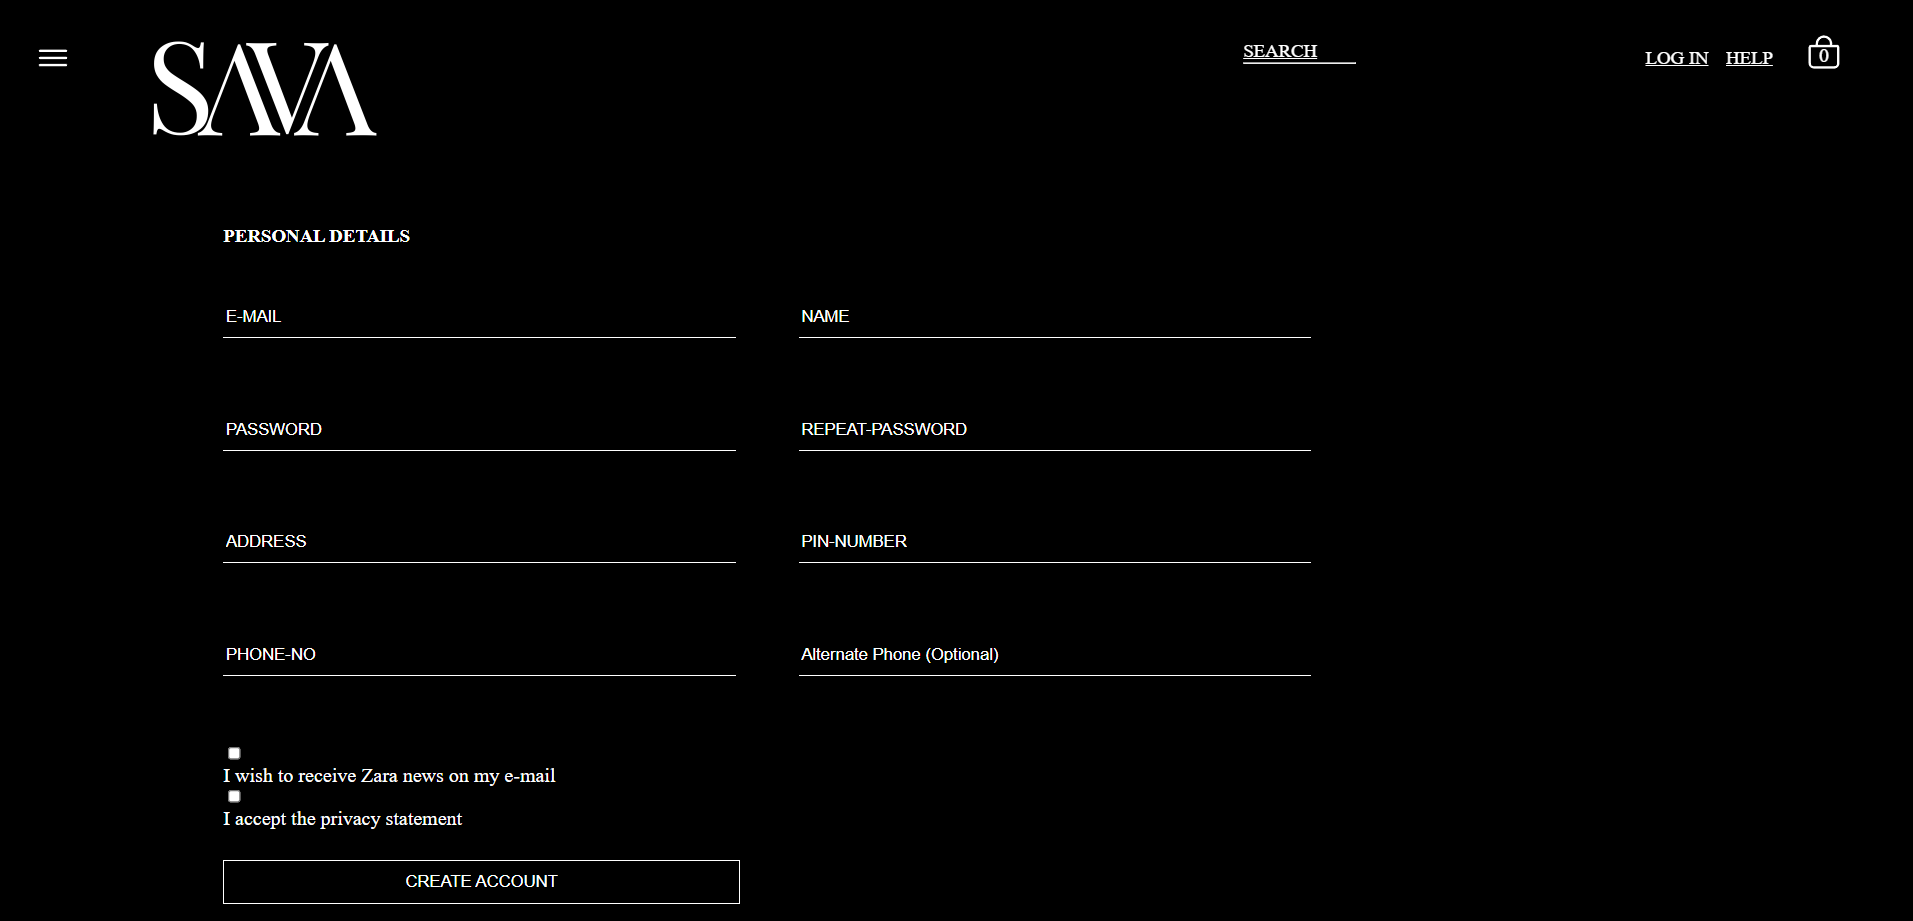 SAVA
SEARCH
LOG IN HELP 0
PERSONAL DETAILS
E-MAIL NAME
PASSWORD REPEAT-PASSWORD
ADDRESS PIN-NUMBER
PHONE-NO Alternate Phone (Optional)
I wish to receive Zara news on my e-mail
I accept the privacy statement
CREATE ACCOUNT